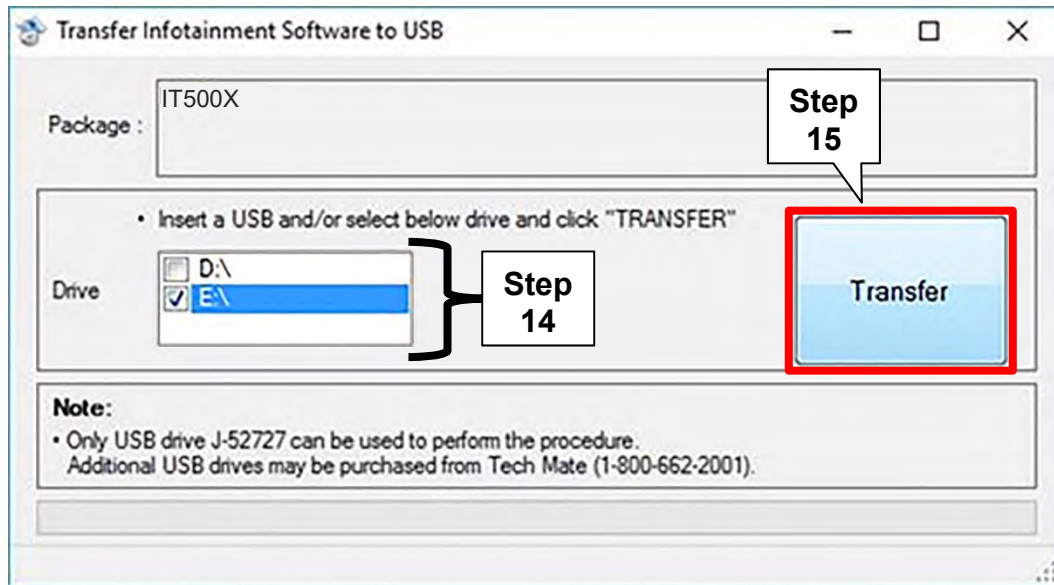 Transfer Infotainment Software to USB
Package :
IT500X
Step
15
• Insert a USB and/or select below drive and click "TRANSFER"
Drive
D:\
E:\
Step
14
Transfer
Note:
• Only USB drive J-52727 can be used to perform the procedure.
Additional USB drives may be purchased from Tech Mate (1-800-662-2001).